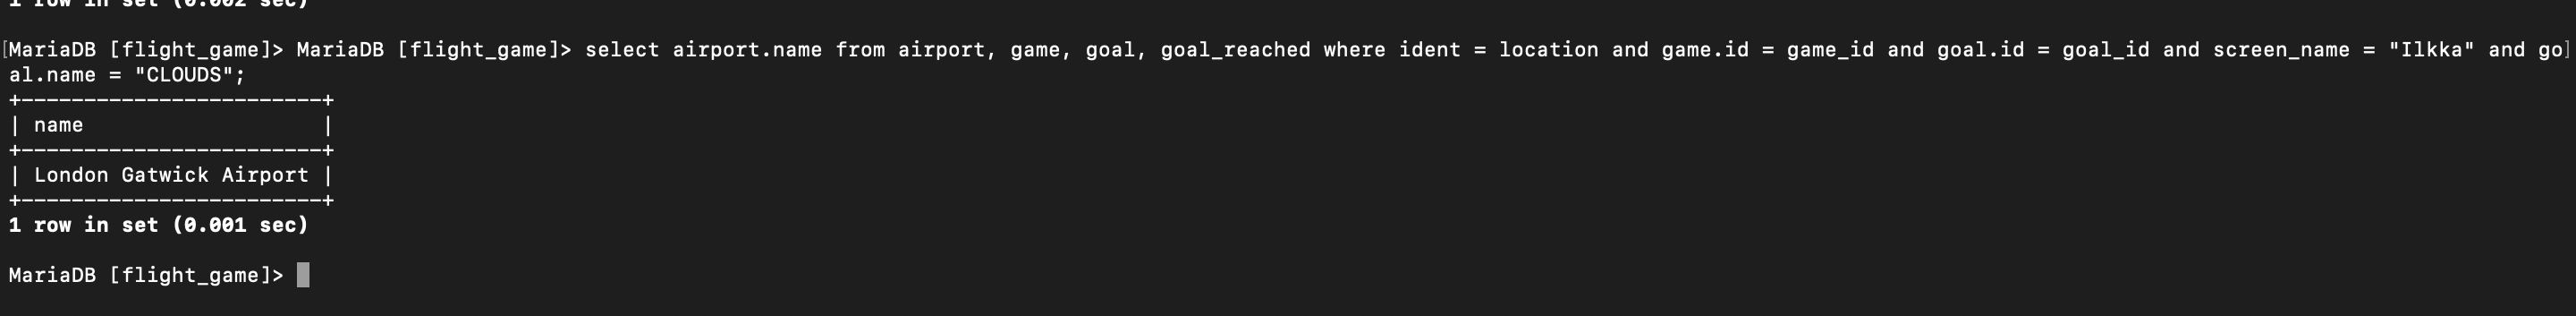 1 row in set (0.002 sec)
[MariaDB [flight_game]> MariaDB [flight_game]> select airport.name from airport, game, goal, goal_reached where ident = location and game.id = game_id and goal.id = goal_id and screen_name = "Ilkka" and go]
al.name = "CLOUDS";
+------------------------+
| name                   |
+------------------------+
| London Gatwick Airport |
+------------------------+
1 row in set (0.001 sec)
MariaDB [flight_game]>